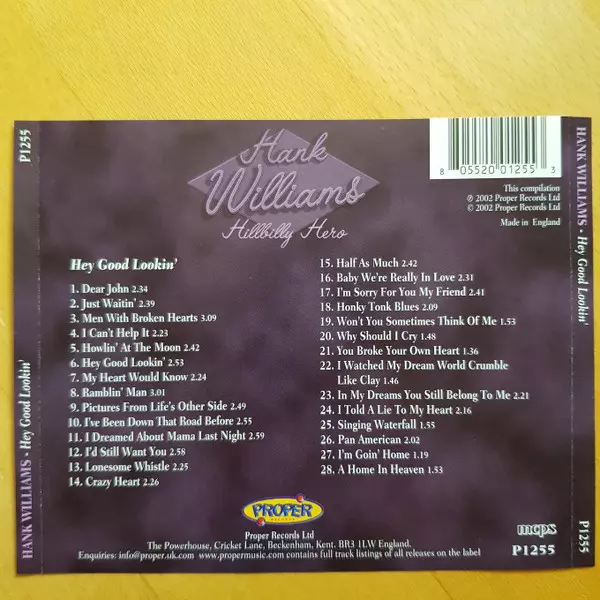 P1255
HANK WILLIAMS • Hey Good Lookin'
Hank
Williams
Hillbilly Hero
8 05520 01255 3
This compilation
℗ 2002 Proper Records Ltd
© 2002 Proper Records Ltd
Made in England
Hey Good Lookin'
1. Dear John 2.34
2. Just Waitin' 2.39
3. Men With Broken Hearts 3.09
4. I Can't Help It 2.23
5. Howlin' At The Moon 2.42
6. Hey Good Lookin' 2.53
7. My Heart Would Know 2.24
8. Ramblin' Man 3.01
9. Pictures From Life's Other Side 2.49
10. I've Been Down That Road Before 2.55
11. I Dreamed About Mama Last Night 2.59
12. I'd Still Want You 2.58
13. Lonesome Whistle 2.25
14. Crazy Heart 2.26
15. Half As Much 2.42
16. Baby We're Really In Love 2.31
17. I'm Sorry For You My Friend 2.41
18. Honky Tonk Blues 2.09
19. Won't You Sometimes Think Of Me 1.53
20. Why Should I Cry 1.48
21. You Broke Your Own Heart 1.36
22. I Watched My Dream World Crumble
Like Clay 1.46
23. In My Dreams You Still Belong To Me 2.21
24. I Told A Lie To My Heart 2.16
25. Singing Waterfall 1.55
26. Pan American 2.02
27. I'm Goin' Home 1.13
28. A Home In Heaven 1.53
PROPER
RECORDS
Proper Records Ltd
The Powerhouse, Cricket Lane, Beckenham, Kent. BR3 1LW England.
Enquiries: info@proper.uk.com www.propermusic.com contains full track listings of all releases on the label
mcps
P1255
HANK WILLIAMS • Hey Good Lookin'
P1255